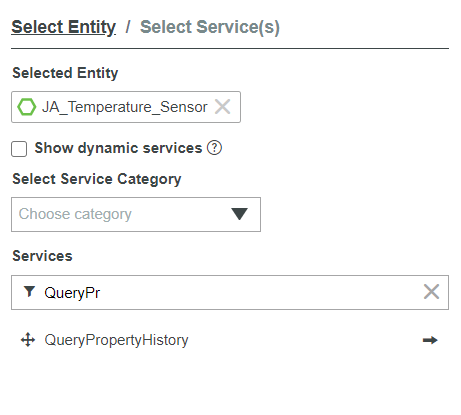 Select Entity / Select Service(s)
Selected Entity
JA_Temperature_Sensor
Show dynamic services ?
Select Service Category
Choose category
Services
QueryPr
QueryPropertyHistory